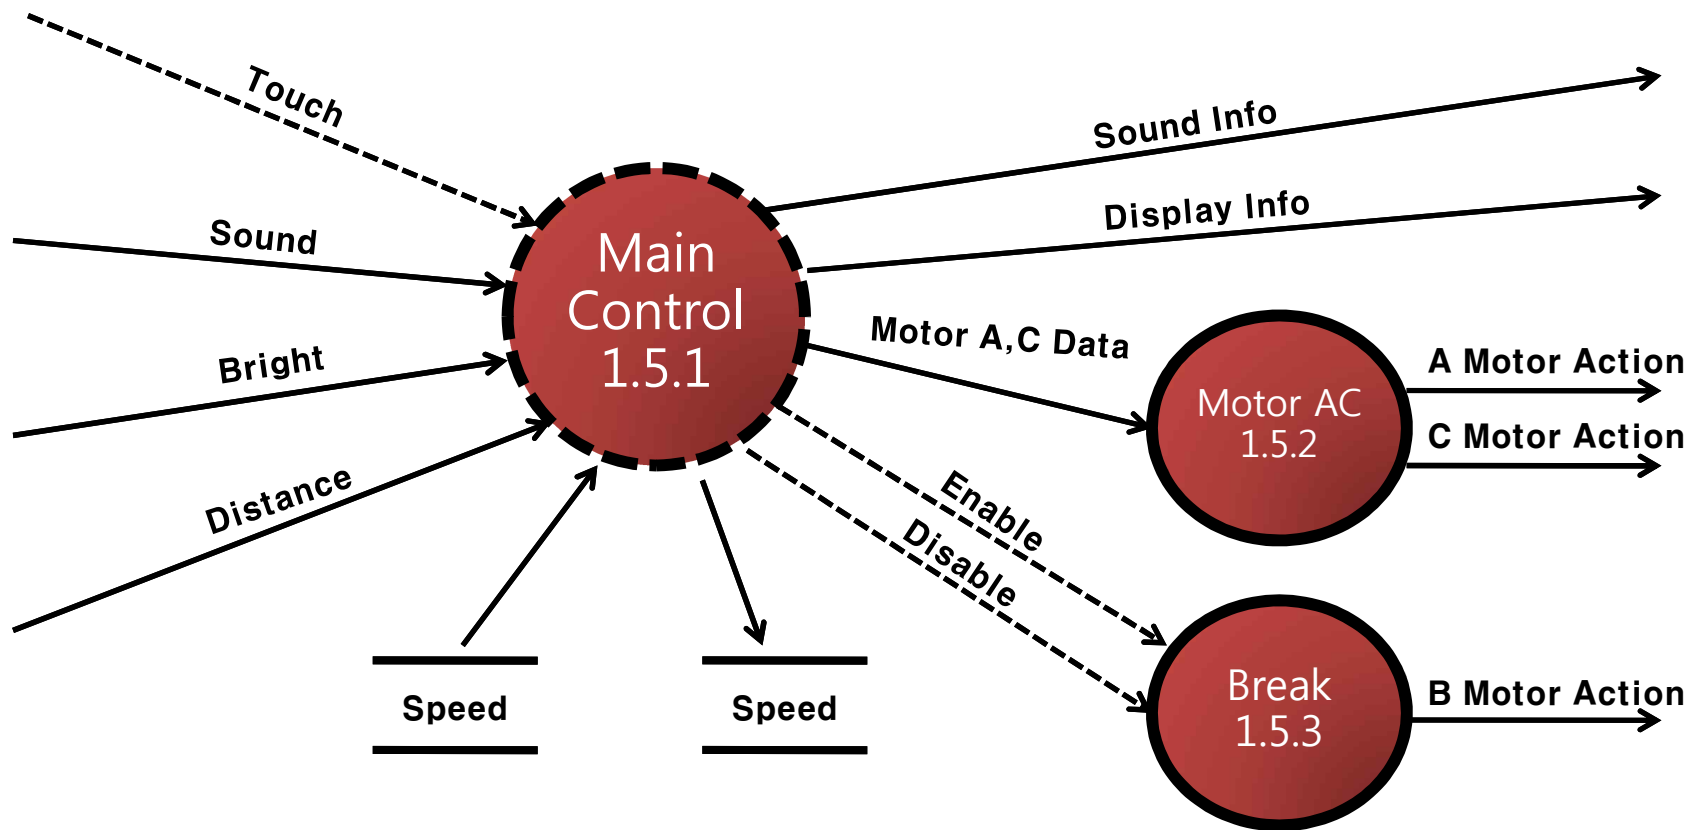 Touch
Sound
Bright
Distance
Main
Control
1.5.1
Speed
Speed
Sound Info
Display Info
Motor A,C Data
Enable
Disable
Motor AC
1.5.2
A Motor Action
C Motor Action
Break
1.5.3
B Motor Action